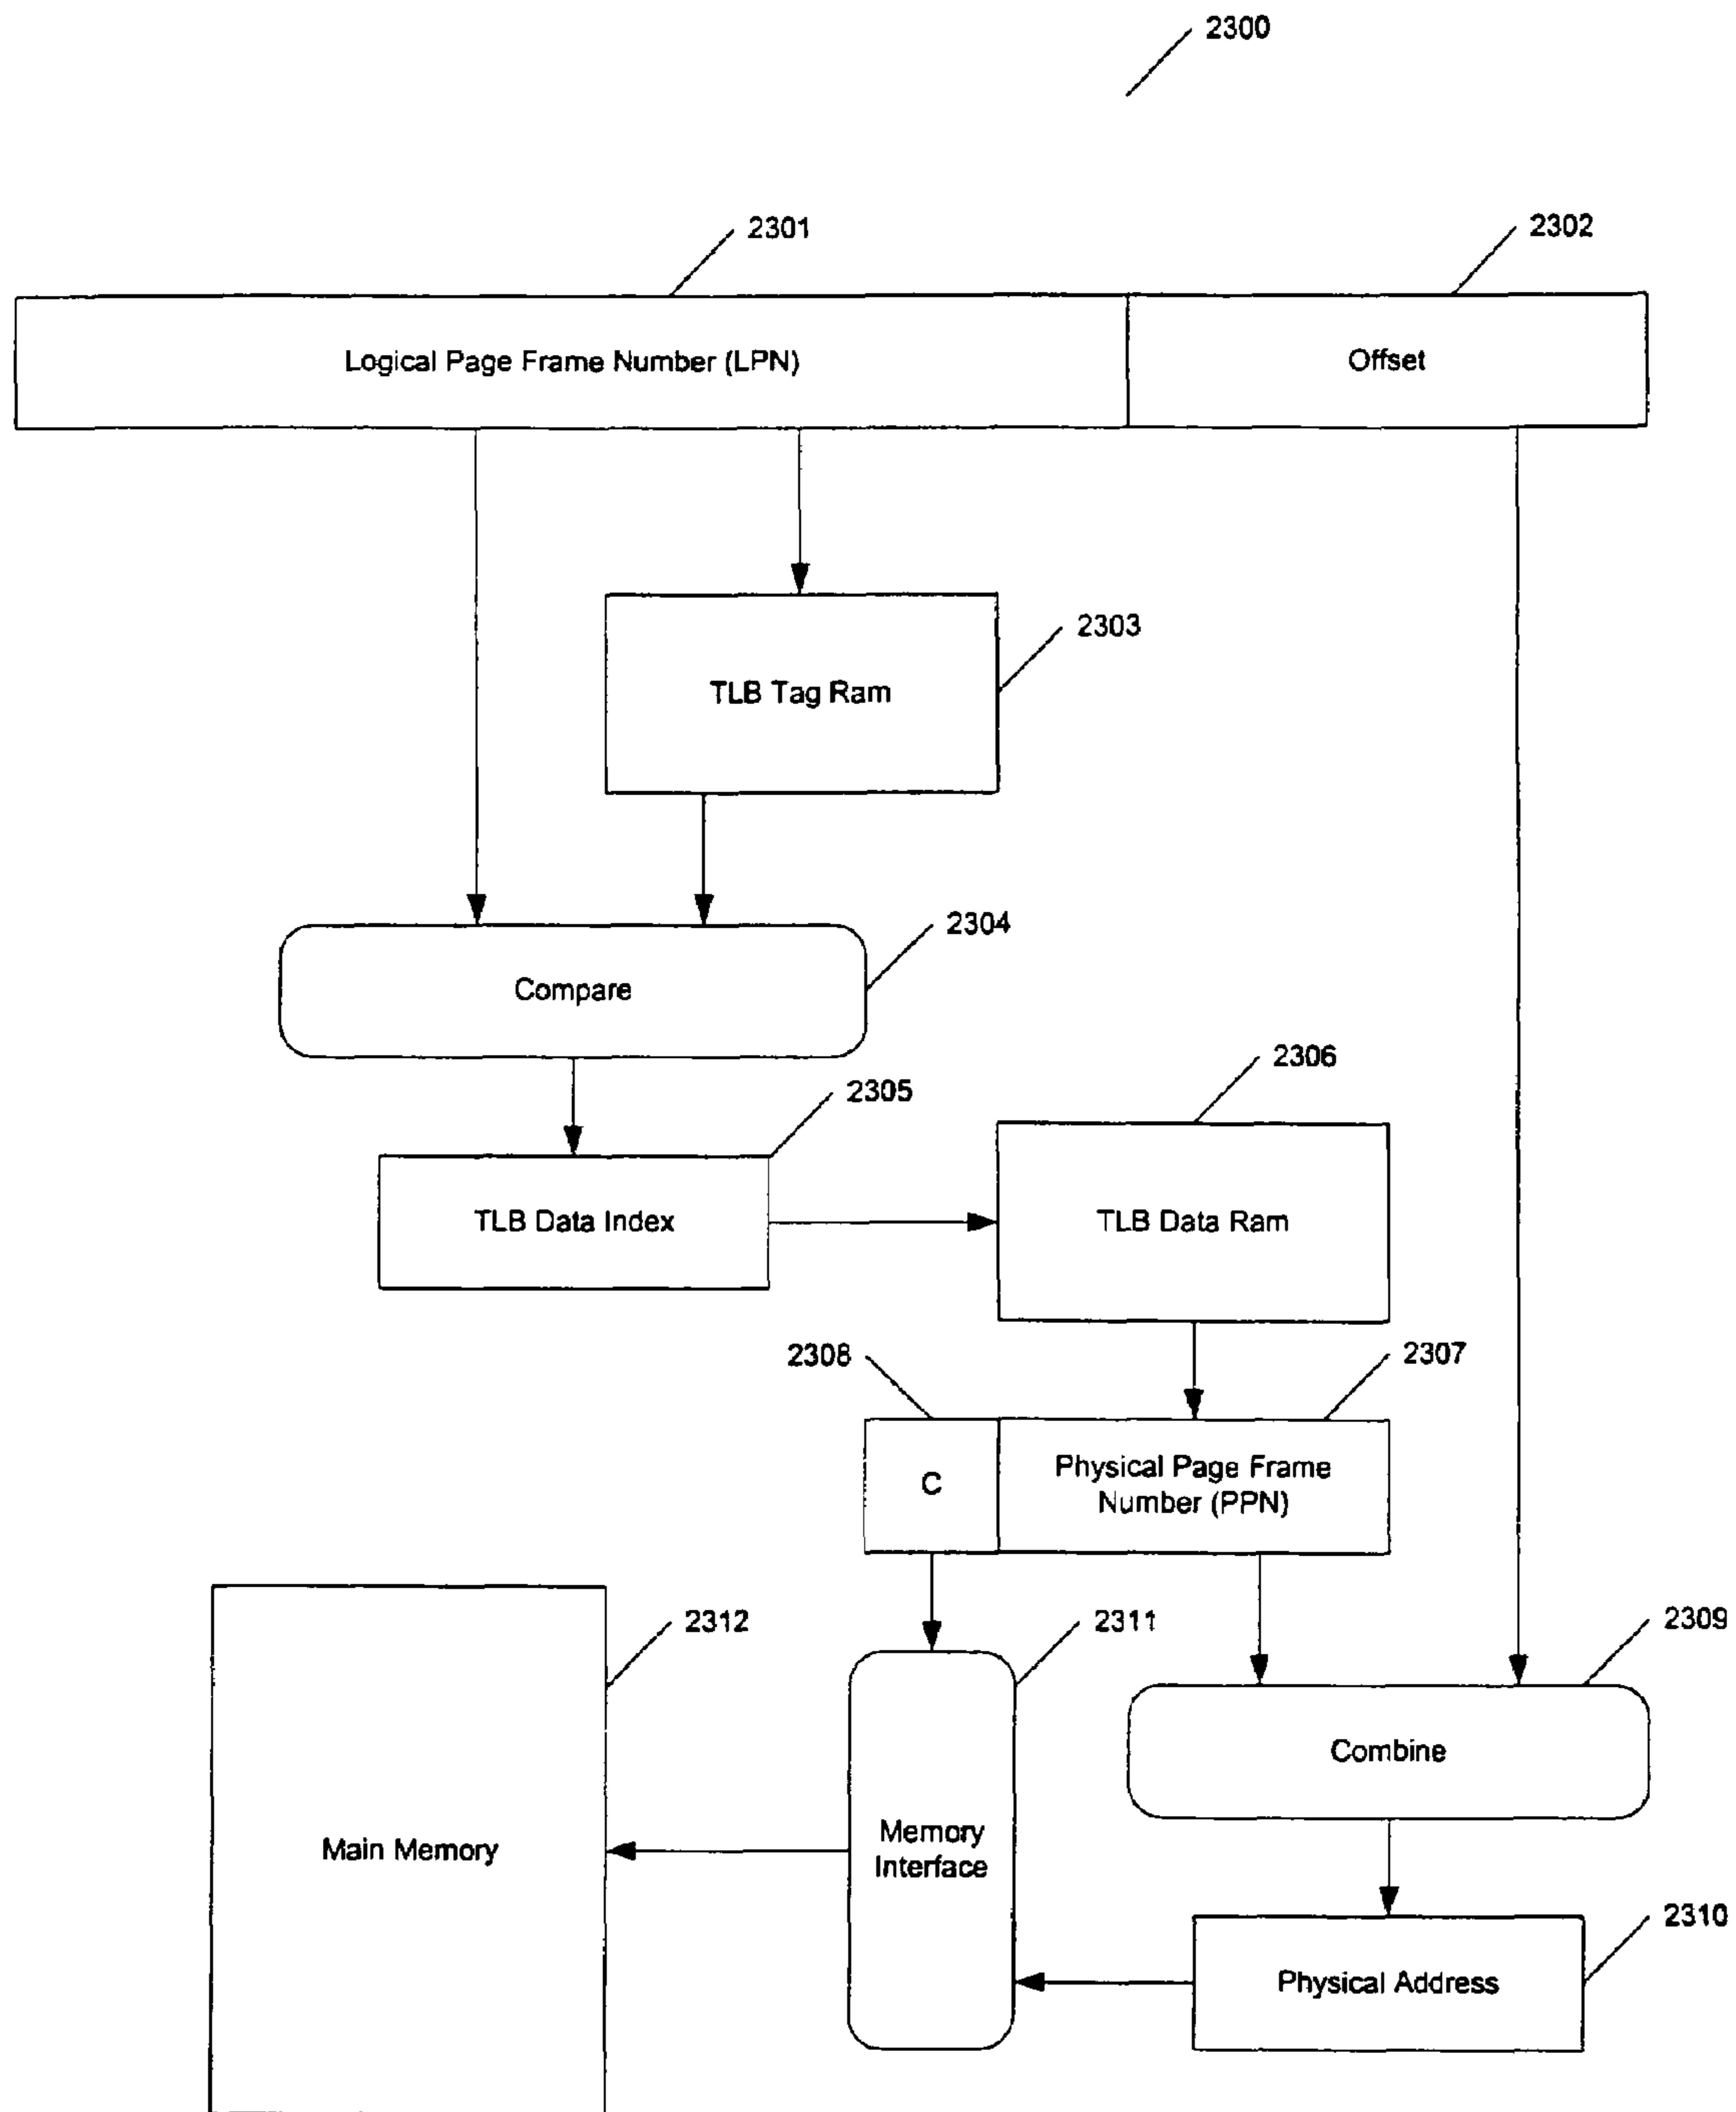 2300
2301
2302
Logical Page Frame Number (LPN)
Offset
2303
TLB Tag Ram
2304
Compare
2305
2306
TLB Data Index
TLB Data Ram
2308
2307
C
Physical Page Frame
Number (PPN)
2312
2311
2309
Combine
Main Memory
Memory
Interface
2310
Physical Address